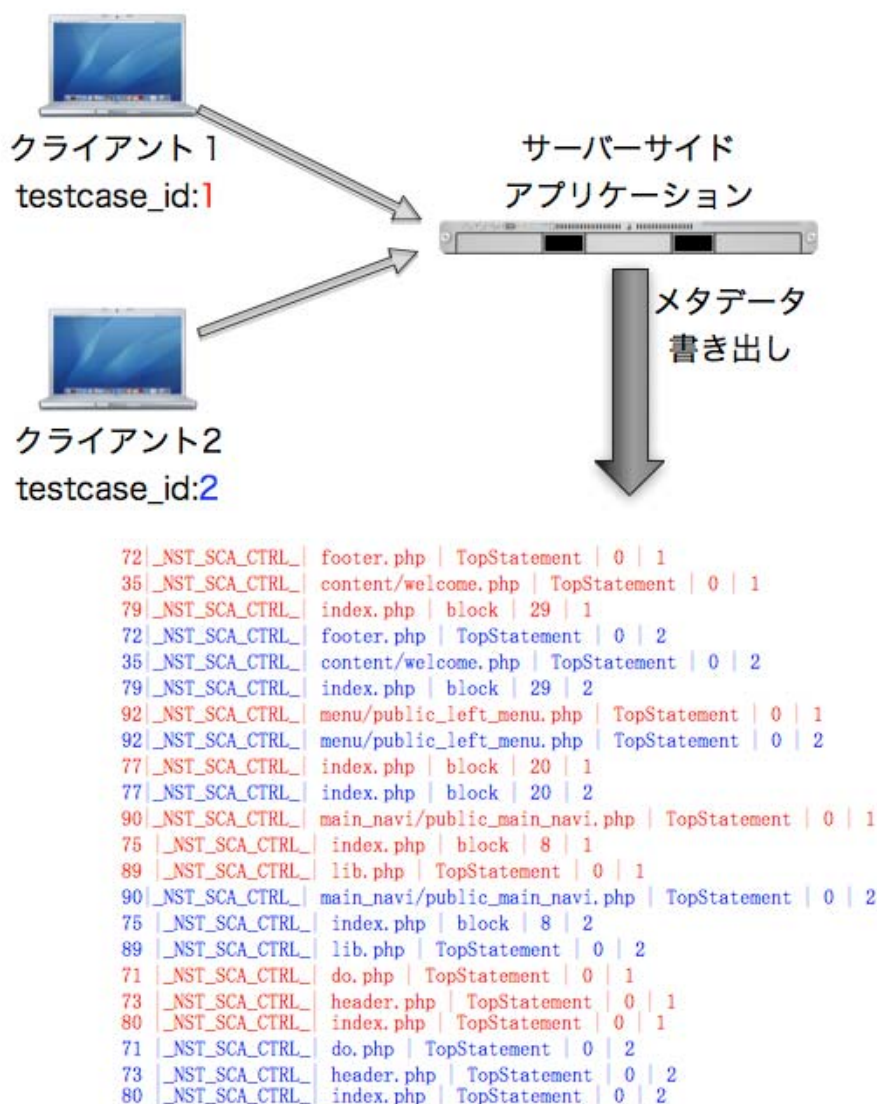 クライアント1
testcase_id:1
サーバーサイド
アプリケーション
クライアント2
testcase_id:2
メタデータ
書き出し
72|_NST_SCA_CTRL_| footer.php | TopStatement | 0 | 1
35|_NST_SCA_CTRL_| content/welcome.php | TopStatement | 0 | 1
79|_NST_SCA_CTRL_| index.php | block | 29 | 1
72|_NST_SCA_CTRL_| footer.php | TopStatement | 0 | 2
35|_NST_SCA_CTRL_| content/welcome.php | TopStatement | 0 | 2
79|_NST_SCA_CTRL_| index.php | block | 29 | 2
92|_NST_SCA_CTRL_| menu/public_left_menu.php | TopStatement | 0 | 1
92|_NST_SCA_CTRL_| menu/public_left_menu.php | TopStatement | 0 | 2
77|_NST_SCA_CTRL_| index.php | block | 20 | 1
77|_NST_SCA_CTRL_| index.php | block | 20 | 2
90|_NST_SCA_CTRL_| main_navi/public_main_navi.php | TopStatement | 0 | 1
75 |_NST_SCA_CTRL_| index.php | block | 8 | 1
89 |_NST_SCA_CTRL_| lib.php | TopStatement | 0 | 1
90|_NST_SCA_CTRL_| main_navi/public_main_navi.php | TopStatement | 0 | 2
75 |_NST_SCA_CTRL_| index.php | block | 8 | 2
89 |_NST_SCA_CTRL_| lib.php | TopStatement | 0 | 2
71 |_NST_SCA_CTRL_| do.php | TopStatement | 0 | 1
73 |_NST_SCA_CTRL_| header.php | TopStatement | 0 | 1
80 |_NST_SCA_CTRL_| index.php | TopStatement | 0 | 1
71 |_NST_SCA_CTRL_| do.php | TopStatement | 0 | 2
73 |_NST_SCA_CTRL_| header.php | TopStatement | 0 | 2
80 |_NST_SCA_CTRL_| index.php | TopStatement | 0 | 2